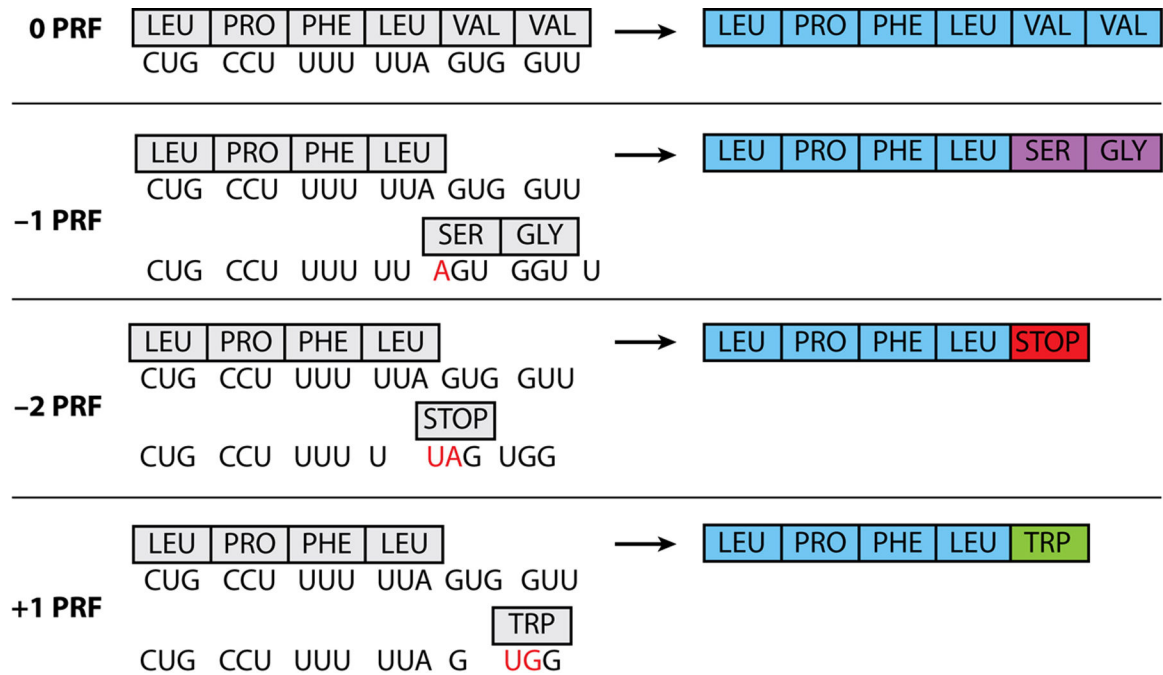 0 PRF LEU PRO PHE LEU VAL VAL → LEU PRO PHE LEU VAL VAL
CUG CCU UUU UUA GUG GUU
LEU PRO PHE LEU → LEU PRO PHE LEU SER GLY
CUG CCU UUU UUA GUG GUU
–1 PRF
SER GLY
CUG CCU UUU UU AGU GGU U
LEU PRO PHE LEU → LEU PRO PHE LEU STOP
CUG CCU UUU UUA GUG GUU
–2 PRF
STOP
CUG CCU UUU U UAG UGG
LEU PRO PHE LEU → LEU PRO PHE LEU TRP
CUG CCU UUU UUA GUG GUU
+1 PRF
TRP
CUG CCU UUU UUA G UGG